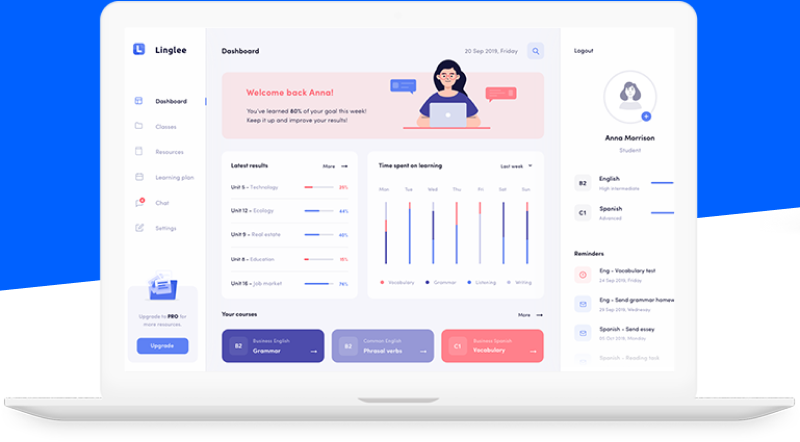 Linglee
Dashboard
Classes
Resources
Learning plan
Chat
Settings
Upgrade to PRO for
more resources.
Upgrade
Dashboard
20 Sep 2019, Friday
Welcome back Anna!
You've learned 80% of your goal this week!
Keep it up and improve your results!
Latest results
More
Unit 5 – Technology
Unit 12 – Ecology
Unit 9 – Real estate
Unit 8 – Education
Unit 16 – Job market
75%
Time spent on learning
Last week
Mon Tue Wed Thu Fri Sat Sun
Vocabulary Grammar Listening Writing
Your courses
More
B2
Business English
Grammar
B2
Common English
Phrasal verbs
C1
Business Spanish
Vocabulary
Logout
Anna Morrison
Student
B2
English
High intermediate
C1
Spanish
Advanced
Reminders
Eng - Vocabulary test
24 Sep 2019, Friday
Eng - Send grammar homew
Spanish - Send essey
Spanish - Reading task